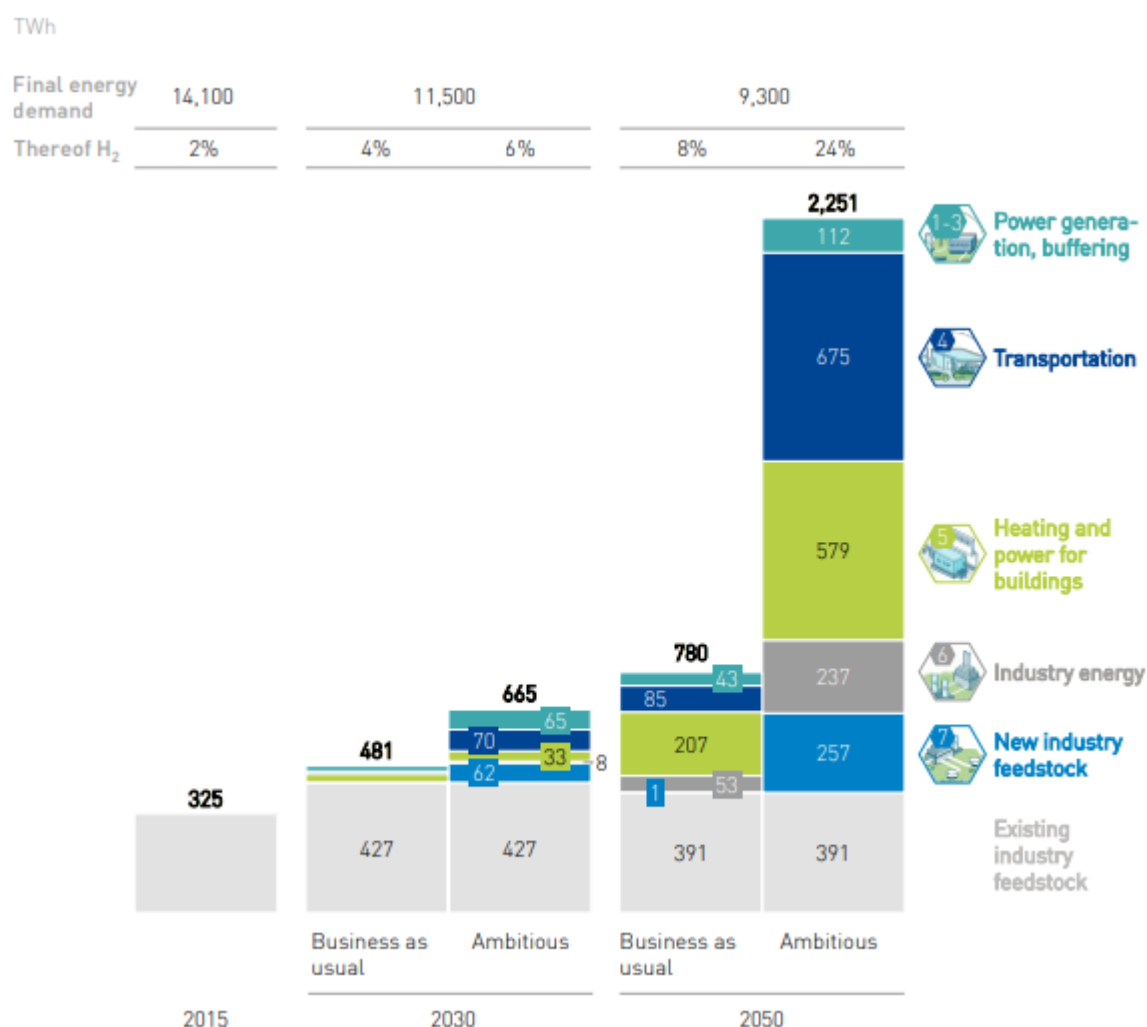 TWh
Final energy
demand
14,100
11,500
9,300
Thereof H₂
2%
4%
6%
8%
24%
2,251
112
675
579
237
257
391
780
43
85
207
53
1
391
665
65
70
33
8
62
427
481
427
325
1-3
Power genera-
tion, buffering
4
Transportation
5
Heating and
power for
buildings
6
Industry energy
7
New industry
feedstock
Existing
industry
feedstock
Business as
usual
Ambitious
Business as
usual
Ambitious
2015
2030
2050